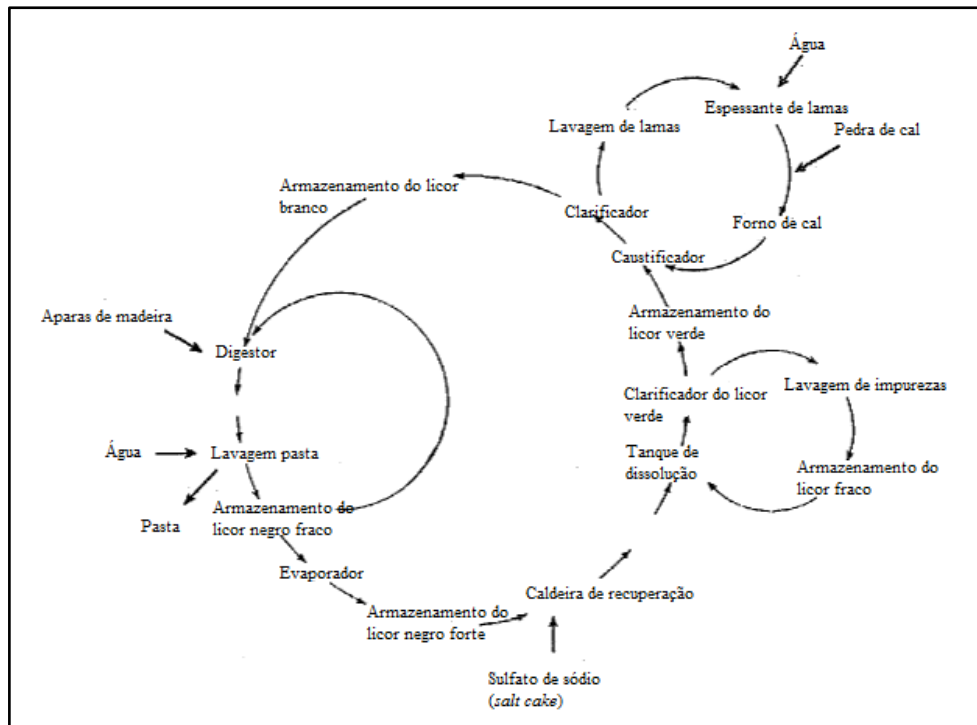 Água
Espessante de lamas
Lavagem de lamas
Pedra de cal
Armazenamento do licor
branco
Clarificador
Forno de cal
Caustificador
Aparas de madeira
Armazenamento do
licor verde
Digestor
Clarificador do licor
verde
Lavagem de impurezas
Água
Lavagem pasta
Tanque de
dissolução
Armazenamento do
licor fraco
Pasta
Armazenamento do
licor negro fraco
Evaporador
Caldeira de recuperação
Armazenamento do
licor negro forte
Sulfato de sódio
(salt cake)